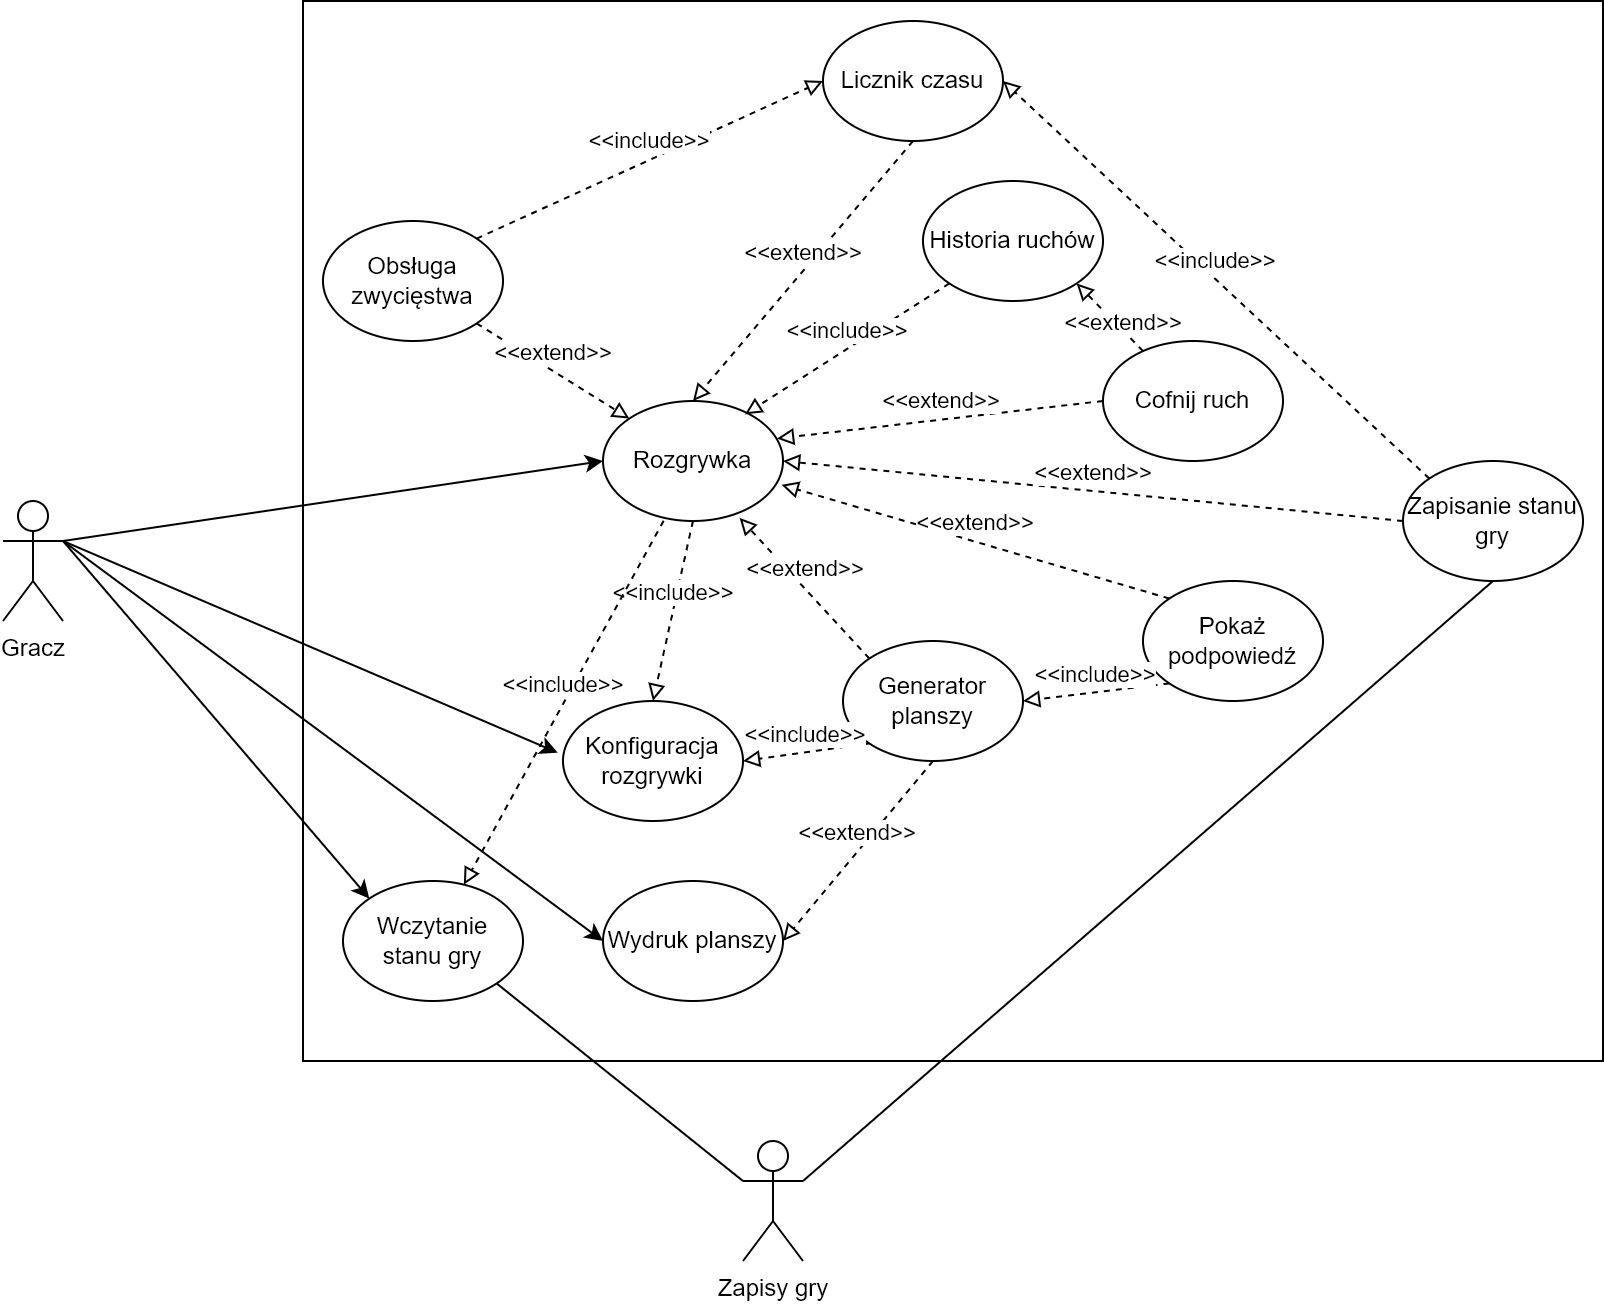 Licznik czasu
<<include>>
Historia ruchów
<<extend>>
<<include>>
Obsługa
zwycięstwa
<<include>>
<<extend>>
<<extend>>
Cofnij ruch
<<extend>>
Rozgrywka
<<extend>>
Zapisanie stanu
gry
<<extend>>
<<extend>>
<<include>>
Pokaż
podpowiedź
Gracz
<<include>>
<<include>>
Generator
planszy
<<include>>
Konfiguracja
rozgrywki
<<extend>>
Wczytanie
stanu gry
Wydruk planszy
Zapisy gry